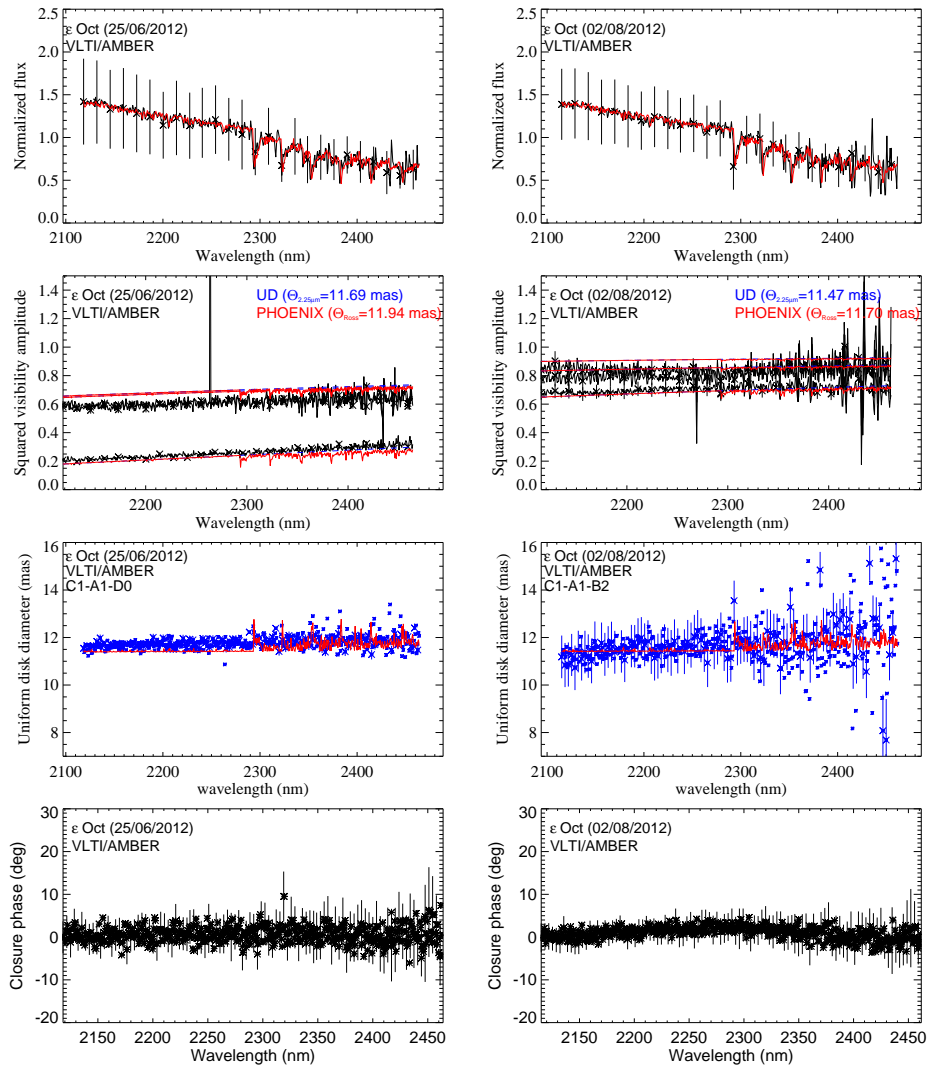 ε Oct (25/06/2012)
VLTI/AMBER
Normalized flux
2.5
2.0
1.5
1.0
0.5
0.0
2100 2200 2300 2400
Wavelength (nm)
ε Oct (02/08/2012)
VLTI/AMBER
Normalized flux
2.5
2.0
1.5
1.0
0.5
0.0
2100 2200 2300 2400
Wavelength (nm)
ε Oct (25/06/2012)
VLTI/AMBER
UD (Θ2.25μm=11.69 mas)
PHOENIX (ΘRoss=11.94 mas)
Squared visibility amplitude
1.4
1.2
1.0
0.8
0.6
0.4
0.2
0.0
2200 2300 2400
Wavelength (nm)
ε Oct (02/08/2012)
VLTI/AMBER
UD (Θ2.25μm=11.47 mas)
PHOENIX (ΘRoss=11.70 mas)
Squared visibility amplitude
1.4
1.2
1.0
0.8
0.6
0.4
0.2
0.0
2200 2300 2400
Wavelength (nm)
ε Oct (25/06/2012)
VLTI/AMBER
C1-A1-D0
Uniform disk diameter (mas)
16
14
12
10
8
2100 2200 2300 2400
wavelength (nm)
ε Oct (02/08/2012)
VLTI/AMBER
C1-A1-B2
Uniform disk diameter (mas)
16
14
12
10
8
2100 2200 2300 2400
wavelength (nm)
ε Oct (25/06/2012)
VLTI/AMBER
Closure phase (deg)
30
20
10
0
-10
-20
2150 2200 2250 2300 2350 2400 2450
Wavelength (nm)
ε Oct (02/08/2012)
VLTI/AMBER
Closure phase (deg)
30
20
10
0
-10
-20
2150 2200 2250 2300 2350 2400 2450
Wavelength (nm)